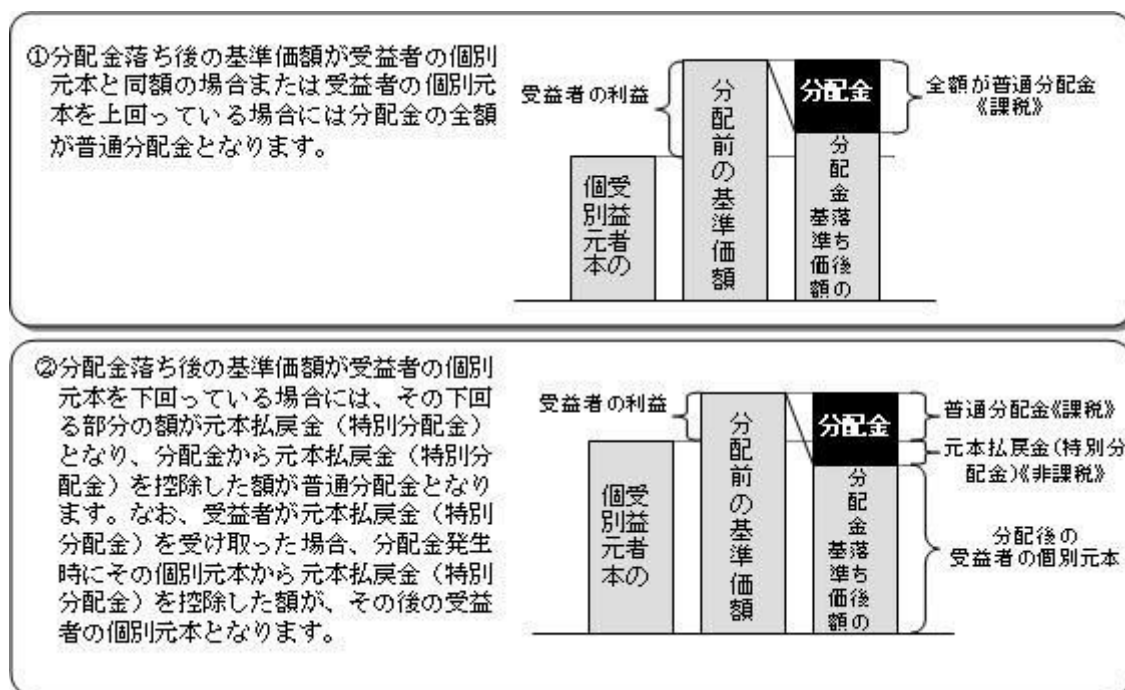 ①分配金落ち後の基準価額が受益者の個別
元本と同額の場合または受益者の個別元
本を上回っている場合には分配金の全額
が普通分配金となります。
受益者の利益
受益者の
個別元本
分配前の基準価額
分配金
分配金落ち後の
基準価額
全額が普通分配金
《課税》
②分配金落ち後の基準価額が受益者の個別
元本を下回っている場合には、その下回
る部分の額が元本払戻金（特別分配金）
となり、分配金から元本払戻金（特別分
配金）を控除した額が普通分配金となり
ます。なお、受益者が元本払戻金（特別
分配金）を受け取った場合、分配金発生
時にその個別元本から元本払戻金（特別
分配金）を控除した額が、その後の受益
者の個別元本となります。
受益者の利益
受益者の
個別元本
分配前の基準価額
分配金
分配金落ち後の
基準価額
普通分配金《課税》
元本払戻金(特別分
配金)《非課税》
分配後の
受益者の個別元本